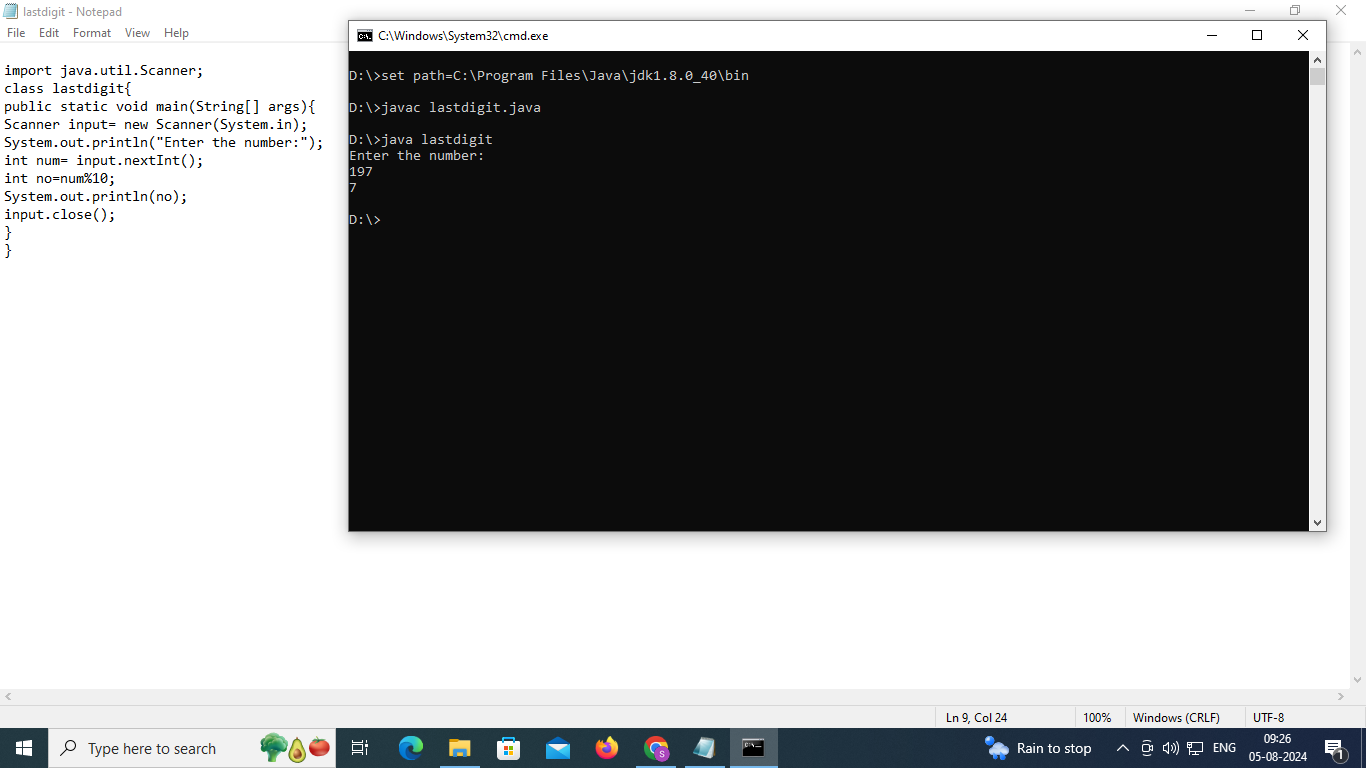 lastdigit - Notepad
File Edit Format View Help
import java.util.Scanner;
class lastdigit{
public static void main(String[] args){
Scanner input= new Scanner(System.in);
System.out.println("Enter the number:");
int num= input.nextInt();
int no=num%10;
System.out.println(no);
input.close();
}
}
C:\Windows\System32\cmd.exe
D:\>set path=C:\Program Files\Java\jdk1.8.0_40\bin
D:\>javac lastdigit.java
D:\>java lastdigit
Enter the number:
197
7
D:\>
Ln 9, Col 24 100% Windows (CRLF) UTF-8
Type here to search
Rain to stop
ENG
09:26
05-08-2024
1